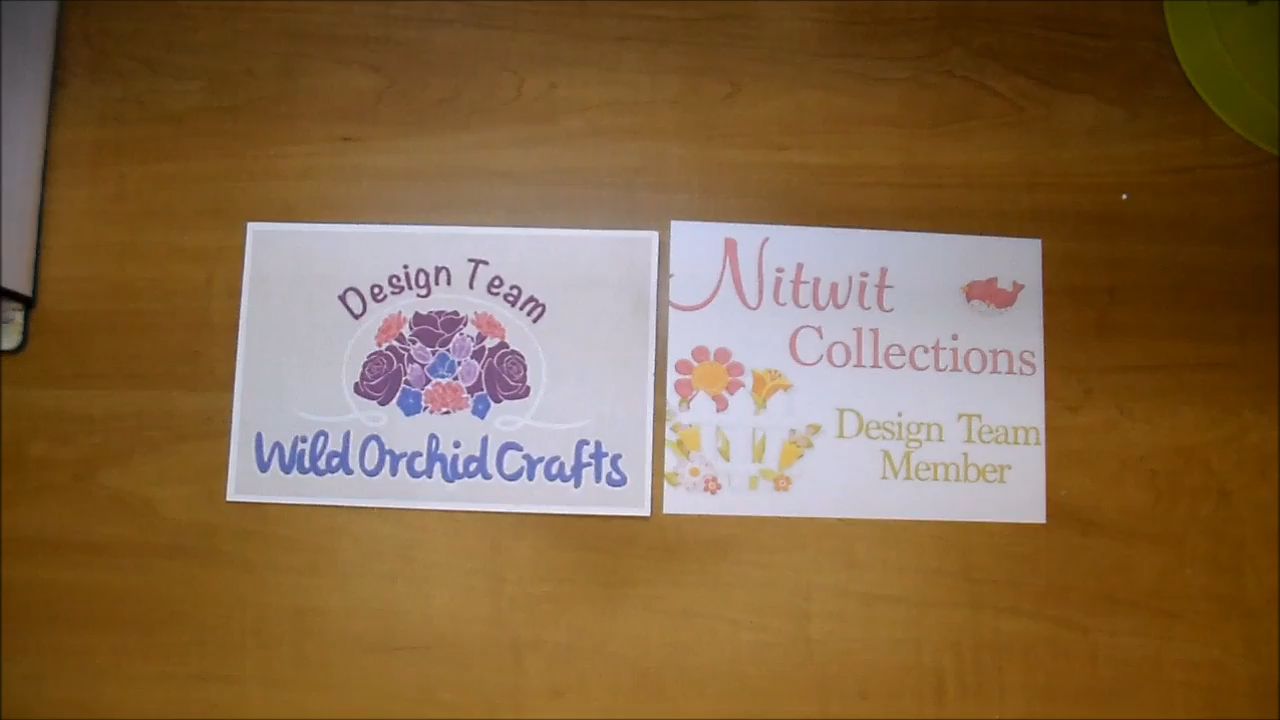 Design Team
Wild Orchid Crafts
Nitwit
Collections
Design Team
Member